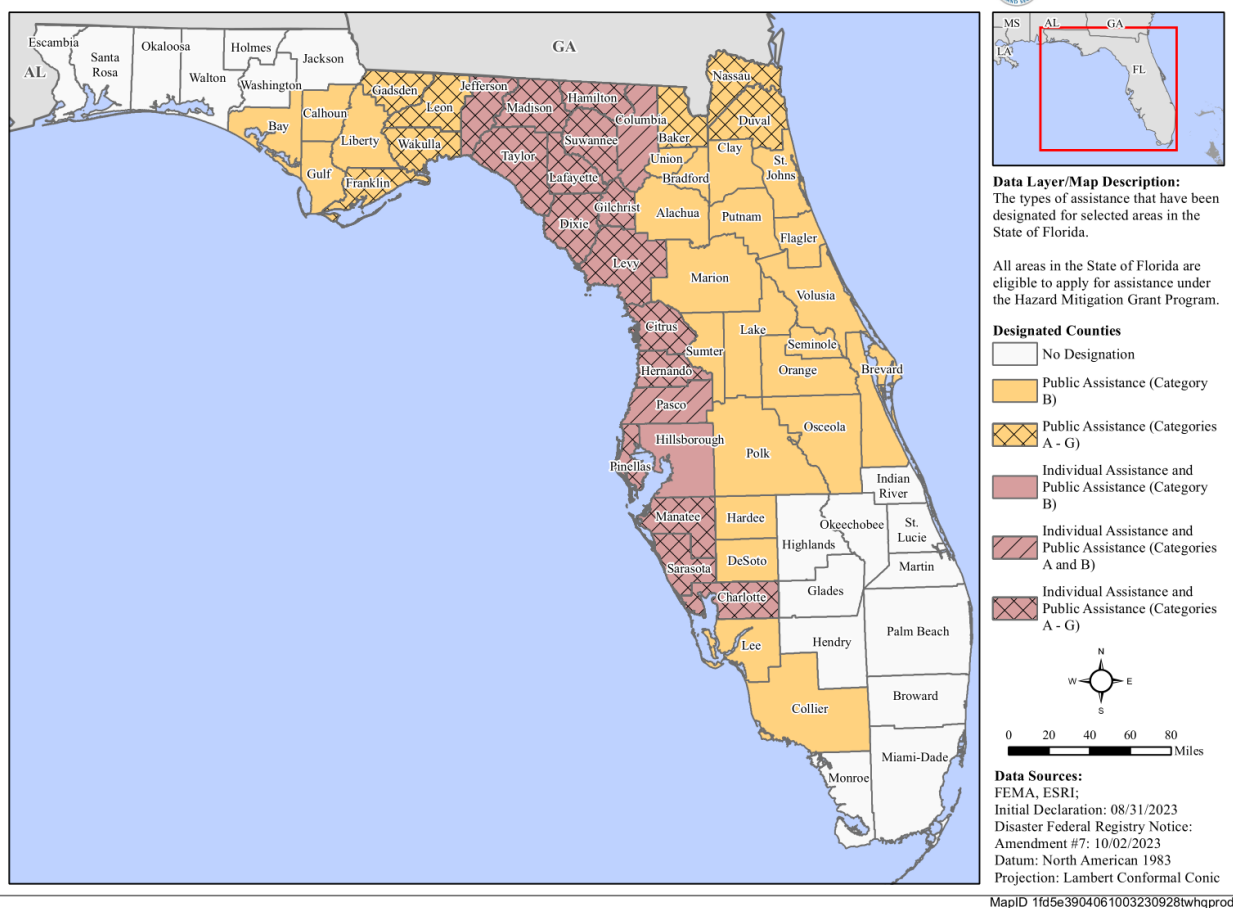 MS
AL
GA
LA
FL
Escambia
Santa
Rosa
Okaloosa
Holmes
Jackson
Walton
Washington
AL
GA
Gadsden
Leon
Jefferson
Madison
Hamilton
Columbia
Nassau
Duval
Baker
Bay
Calhoun
Liberty
Wakulla
Taylor
Suwannee
Lafayette
Union
Bradford
Clay
St.
Johns
Gulf
Franklin
Dixie
Gilchrist
Alachua
Putnam
Flagler
Levy
Marion
Volusia
Citrus
Sumter
Lake
Seminole
Hernando
Orange
Brevard
Pasco
Hillsborough
Pinellas
Polk
Osceola
Indian
River
Manatee
Hardee
Okeechobee
St.
Lucie
Highlands
Sarasota
DeSoto
Martin
Charlotte
Glades
Lee
Hendry
Palm Beach
Collier
Broward
Miami-Dade
Monroe
Data Layer/Map Description:
The types of assistance that have been
designated for selected areas in the
State of Florida.
All areas in the State of Florida are
eligible to apply for assistance under
the Hazard Mitigation Grant Program.
Designated Counties
No Designation
Public Assistance (Category
B)
Public Assistance (Categories
A - G)
Individual Assistance and
Public Assistance (Category
B)
Individual Assistance and
Public Assistance (Categories
A and B)
Individual Assistance and
Public Assistance (Categories
A - G)
N
W E
S
0 20 40 60 80
Miles
Data Sources:
FEMA, ESRI;
Initial Declaration: 08/31/2023
Disaster Federal Registry Notice:
Amendment #7: 10/02/2023
Datum: North American 1983
Projection: Lambert Conformal Conic
MapID 1fd5e3904061003230928twhqprod